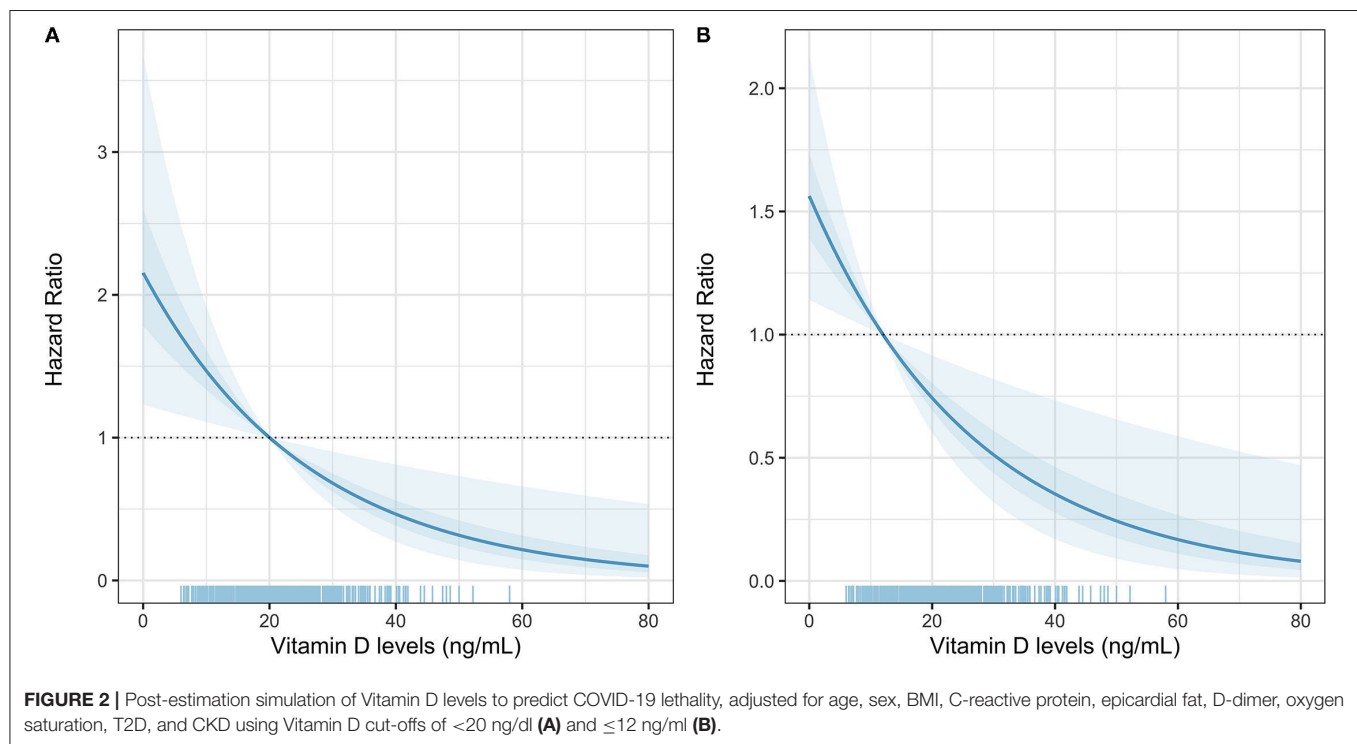 A
B
Hazard Ratio
3
2
1
0
0
20
40
60
80
Vitamin D levels (ng/mL)
Hazard Ratio
2.0
1.5
1.0
0.5
0.0
0
20
40
60
80
Vitamin D levels (ng/mL)
FIGURE 2 | Post-estimation simulation of Vitamin D levels to predict COVID-19 lethality, adjusted for age, sex, BMI, C-reactive protein, epicardial fat, D-dimer, oxygen
saturation, T2D, and CKD using Vitamin D cut-offs of <20 ng/dl (A) and ≤12 ng/ml (B).